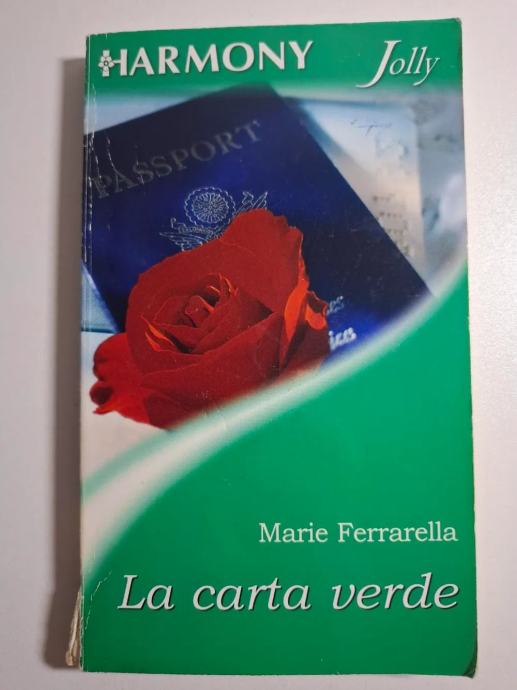 HARMONY
Jolly
PASSPORT
Marie Ferrarella
La carta verde